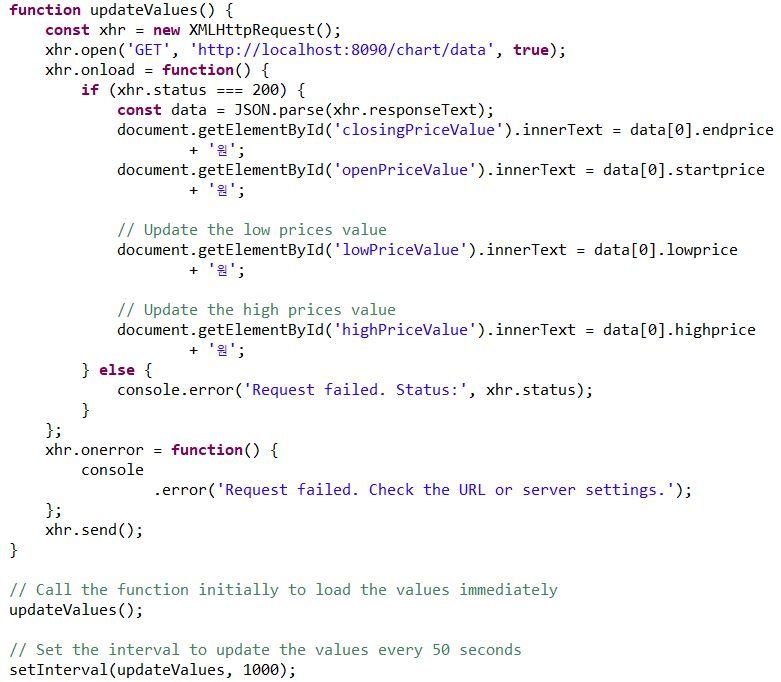 function updateValues() {
    const xhr = new XMLHttpRequest();
    xhr.open('GET', 'http://localhost:8090/chart/data', true);
    xhr.onload = function() {
        if (xhr.status === 200) {
            const data = JSON.parse(xhr.responseText);
            document.getElementById('closingPriceValue').innerText = data[0].endprice
                    + '원';
            document.getElementById('openPriceValue').innerText = data[0].startprice
                    + '원';

            // Update the low prices value
            document.getElementById('lowPriceValue').innerText = data[0].lowprice
                    + '원';

            // Update the high prices value
            document.getElementById('highPriceValue').innerText = data[0].highprice
                    + '원';
        } else {
            console.error('Request failed. Status:', xhr.status);
        }
    };
    xhr.onerror = function() {
        console
                .error('Request failed. Check the URL or server settings.');
    };
    xhr.send();
}

// Call the function initially to load the values immediately
updateValues();

// Set the interval to update the values every 50 seconds
setInterval(updateValues, 1000);